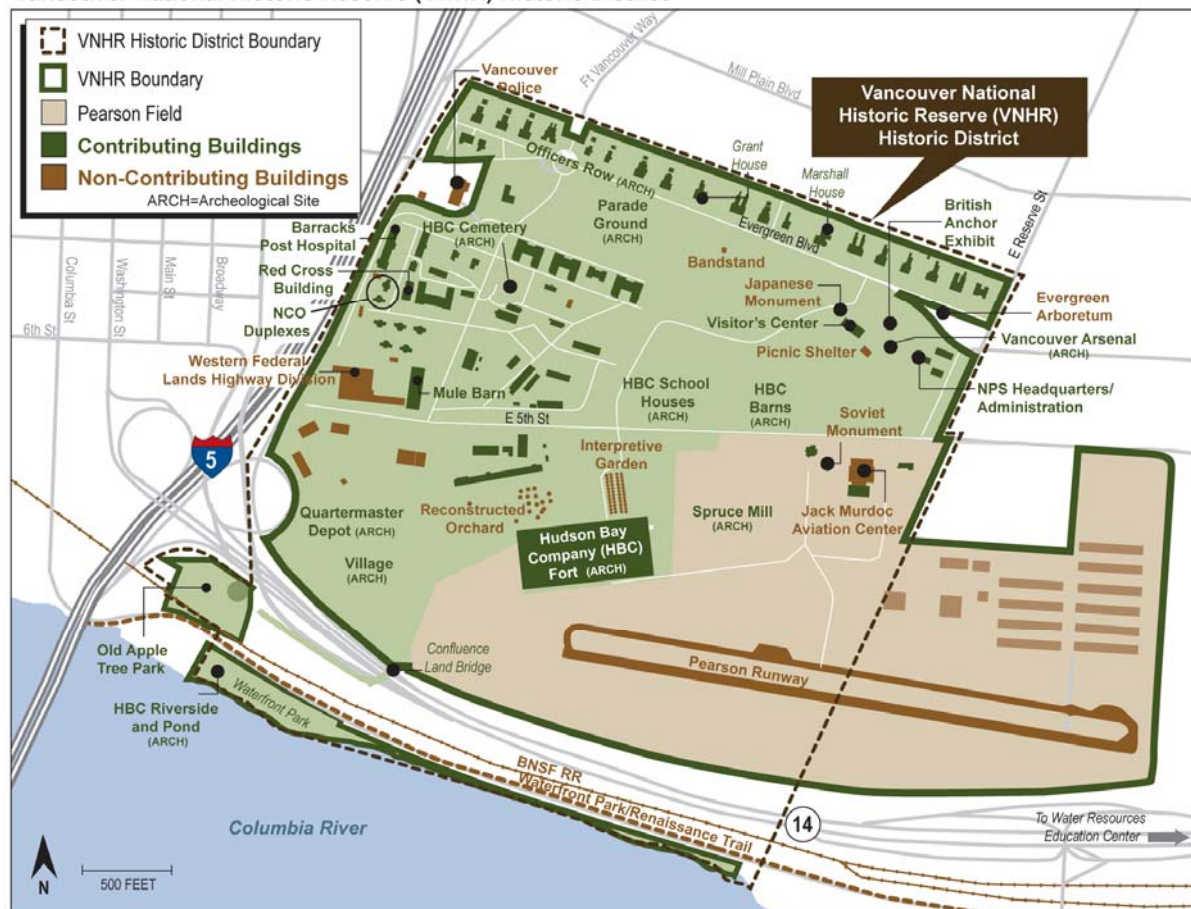 VNHR Historic District Boundary
VNHR Boundary
Pearson Field
Contributing Buildings
Non-Contributing Buildings
ARCH=Archeological Site
Vancouver
Police
Ft Vancouver Way
Mill Plain Blvd
Vancouver National
Historic Reserve (VNHR)
Historic District
Grant
House
Marshall
House
Officers Row (ARCH)
Parade
Ground
(ARCH)
Evergreen Blvd
British
Anchor
Exhibit
E Reserve St
Barracks
Post Hospital
HBC Cemetery
(ARCH)
Red Cross
Building
NCO
Duplexes
Bandstand
Japanese
Monument
Visitor's Center
Picnic Shelter
Evergreen
Arboretum
Vancouver Arsenal
(ARCH)
NPS Headquarters/
Administration
Columbia St
Washington St
Main St
Broadway
6th St
Western Federal
Lands Highway Division
Mule Barn
HBC School
Houses
(ARCH)
HBC
Barns
(ARCH)
E 5th St
Soviet
Monument
5
Interpretive
Garden
Quartermaster
Depot (ARCH)
Reconstructed
Orchard
Spruce Mill
(ARCH)
Jack Murdoc
Aviation Center
Hudson Bay
Company (HBC)
Fort (ARCH)
Village
(ARCH)
Old Apple
Tree Park
Confluence
Land Bridge
Pearson Runway
HBC Riverside
and Pond
(ARCH)
Waterfront Park
BNSF RR
Waterfront Park/Renaissance Trail
14
To Water Resources
Education Center
Columbia River
N
500 FEET